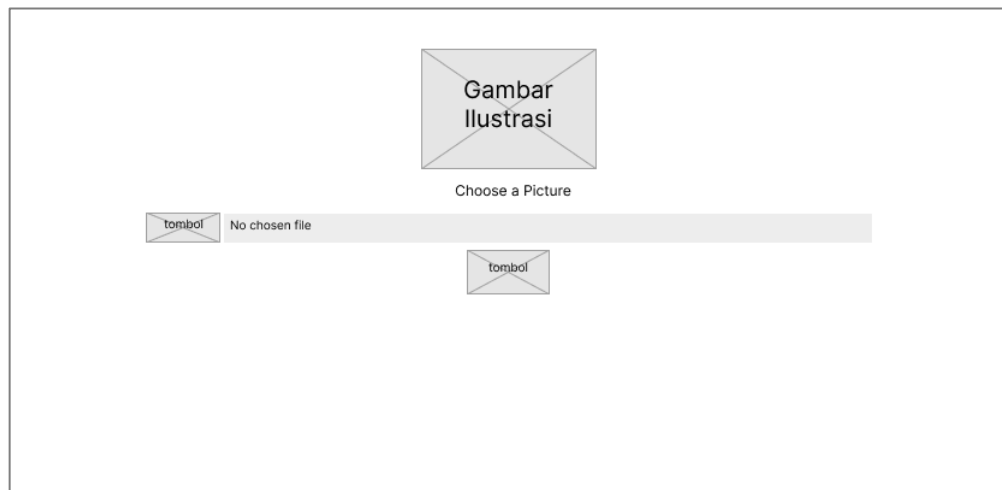 Gambar
Ilustrasi
Choose a Picture
tombol No chosen file
tombol